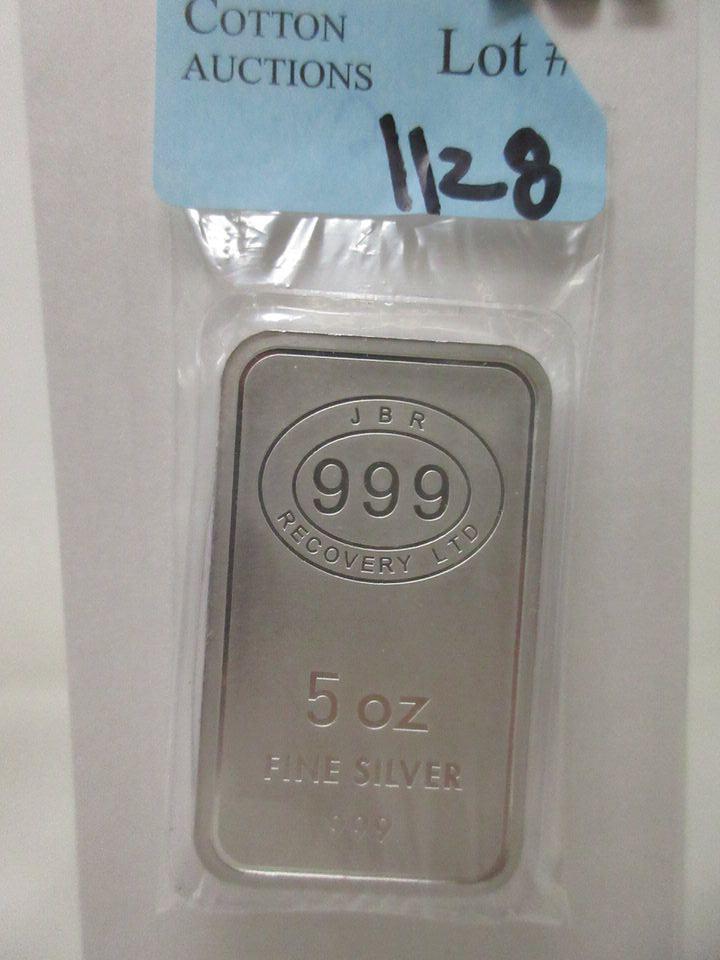 COTTON
AUCTIONS
Lot #
1128
JBR
999
RECOVERY LTD
5 oz
FINE SILVER
999